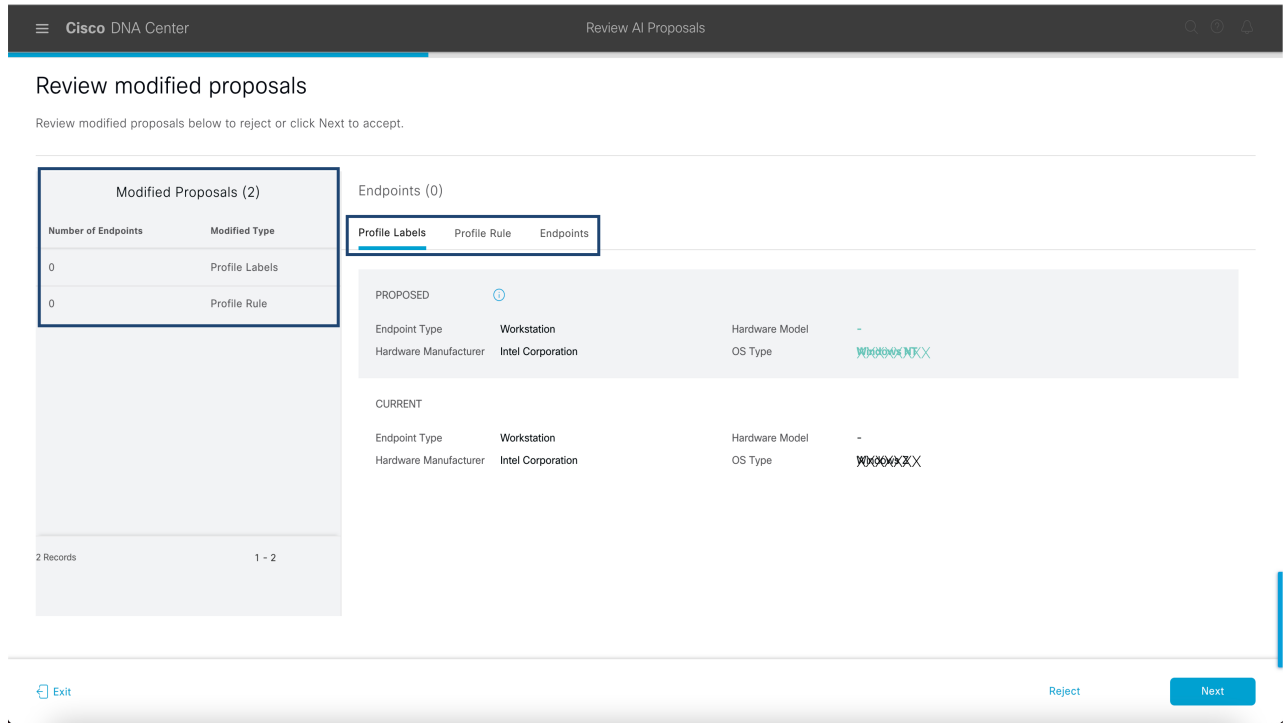 Cisco DNA Center
Review AI Proposals
Review modified proposals
Review modified proposals below to reject or click Next to accept.
Modified Proposals (2)
Number of Endpoints Modified Type
0 Profile Labels
0 Profile Rule
2 Records 1 - 2
Endpoints (0)
Profile Labels Profile Rule Endpoints
PROPOSED
Endpoint Type Workstation Hardware Model -
Hardware Manufacturer Intel Corporation OS Type
CURRENT
Endpoint Type Workstation Hardware Model -
Hardware Manufacturer Intel Corporation OS Type
Exit
Reject
Next